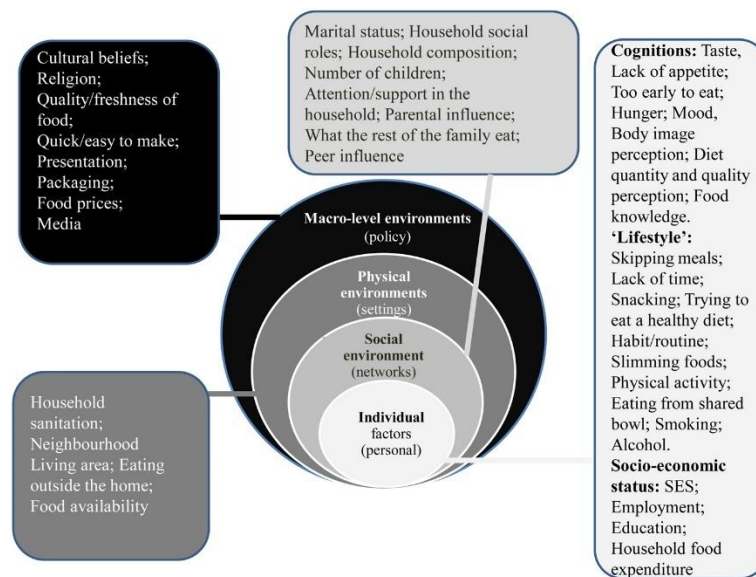 Cultural beliefs;
Religion;
Quality/freshness of
food;
Quick/easy to make;
Presentation;
Packaging;
Food prices;
Media
Marital status; Household social
roles; Household composition;
Number of children;
Attention/support in the
household; Parental influence;
What the rest of the family eat;
Peer influence
Cognitions: Taste,
Lack of appetite;
Too early to eat;
Hunger; Mood,
Body image
perception; Diet
quantity and quality
perception; Food
knowledge.
‘Lifestyle’:
Skipping meals;
Lack of time;
Snacking; Trying to
eat a healthy diet;
Habit/routine;
Slimming foods;
Physical activity;
Eating from shared
bowl; Smoking;
Alcohol.
Socio-economic
status: SES;
Employment;
Education;
Household food
expenditure
Macro-level environments
(policy)
Physical
environments
(settings)
Social
environment
(networks)
Individual
factors
(personal)
Household
sanitation;
Neighbourhood
Living area; Eating
outside the home;
Food availability